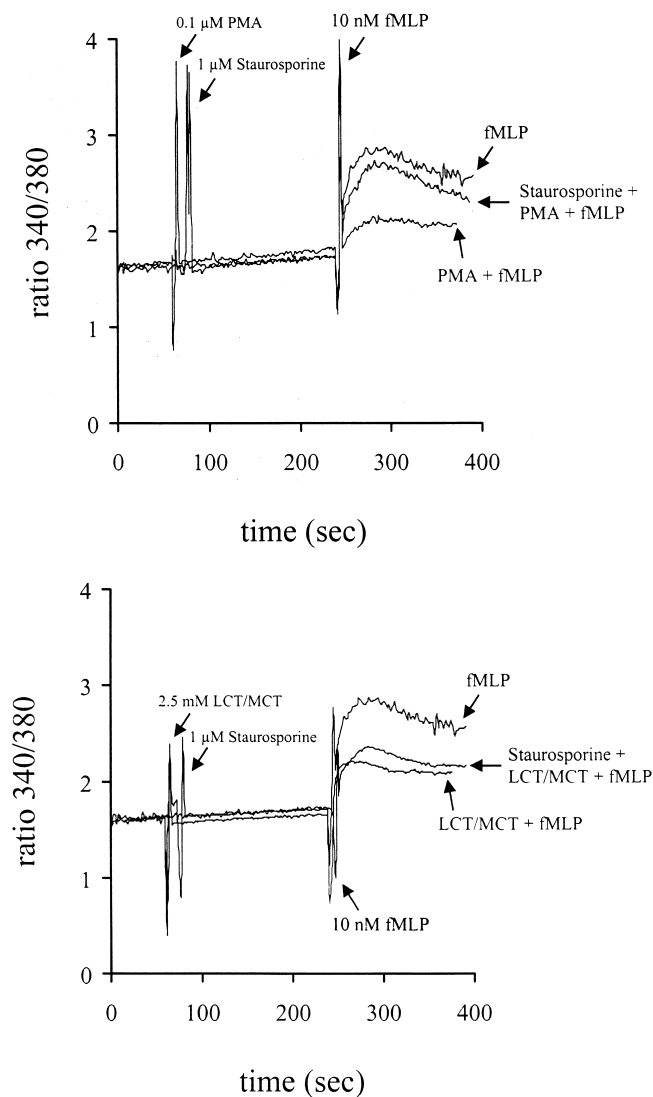 0.1 µM PMA
10 nM fMLP
1 µM Staurosporine
fMLP
Staurosporine +
PMA + fMLP
PMA + fMLP
ratio 340/380
4
3
2
1
0
0 100 200 300 400
time (sec)
2.5 mM LCT/MCT
1 µM Staurosporine
fMLP
Staurosporine +
LCT/MCT + fMLP
LCT/MCT + fMLP
10 nM fMLP
ratio 340/380
4
3
2
1
0
0 100 200 300 400
time (sec)